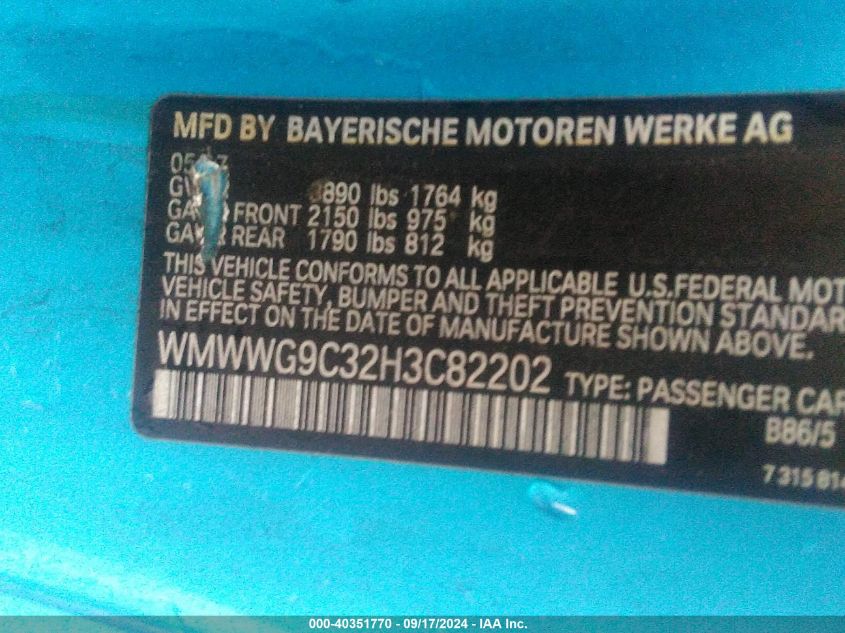 MFD BY BAYERISCHE MOTOREN WERKE AG
890 lbs 1764 kg
FRONT 2150 lbs 975 kg
REAR 1790 lbs 812 kg
THIS VEHICLE CONFORMS TO ALL APPLICABLE U.S.FEDERAL MOT
VEHICLE SAFETY, BUMPER AND THEFT PREVENTION STANDAR
IN EFFECT ON THE DATE OF MANUFACTURE SHOWN ABOVE.
WMWWG9C32H3C82202 TYPE: PASSENGER CAR
B86/5
7 315 814
000-40351770 - 09/17/2024 - IAA Inc.